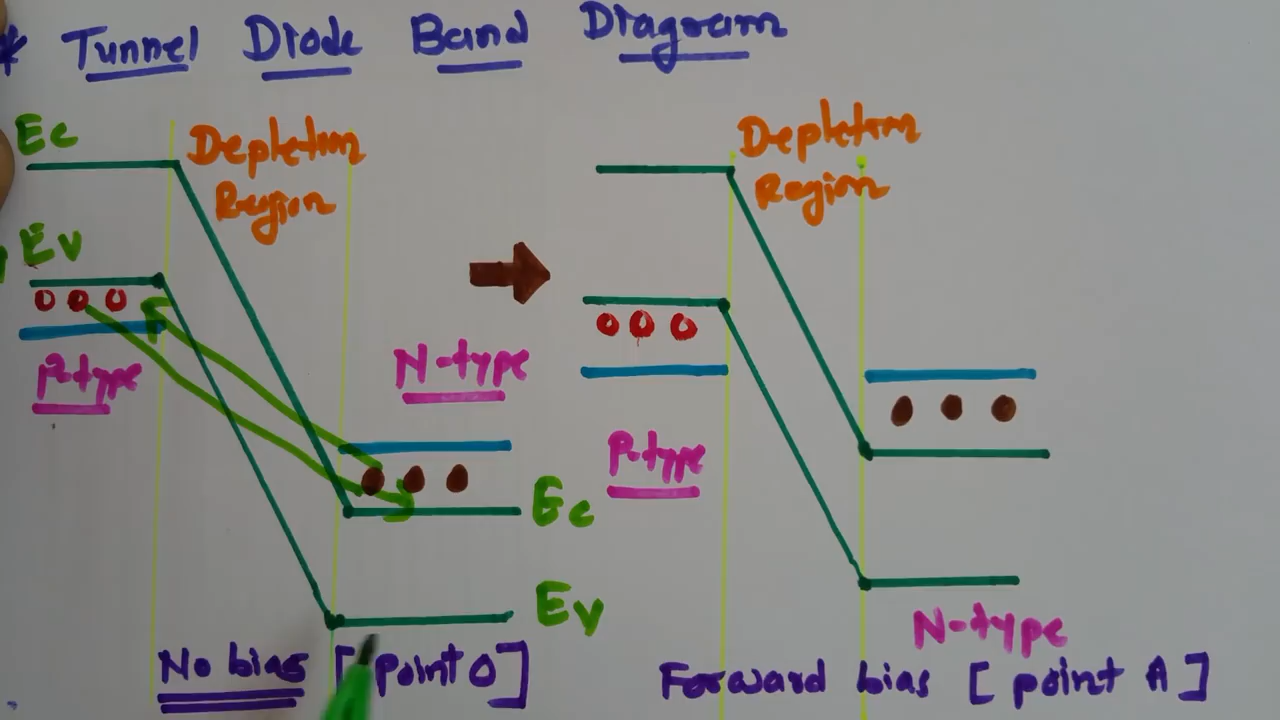 * Tunnel Diode Band Diagram
Ec
Depletion
Region
Ev
P-type
N-type
Ec
Ev
No bias [point O]
Depletion
Region
P-type
N-type
Forward bias [point A]